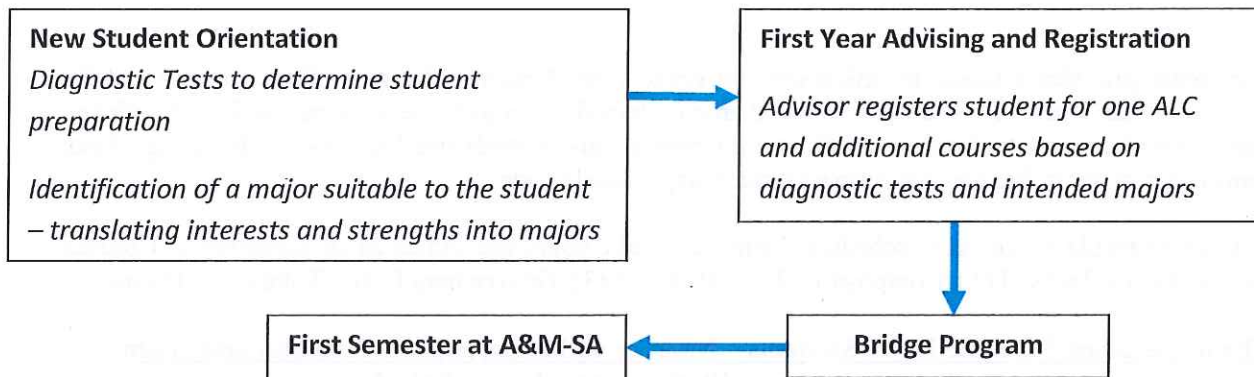 New Student Orientation
Diagnostic Tests to determine student
preparation
Identification of a major suitable to the student
– translating interests and strengths into majors
First Year Advising and Registration
Advisor registers student for one ALC
and additional courses based on
diagnostic tests and intended majors
Bridge Program
First Semester at A&M-SA